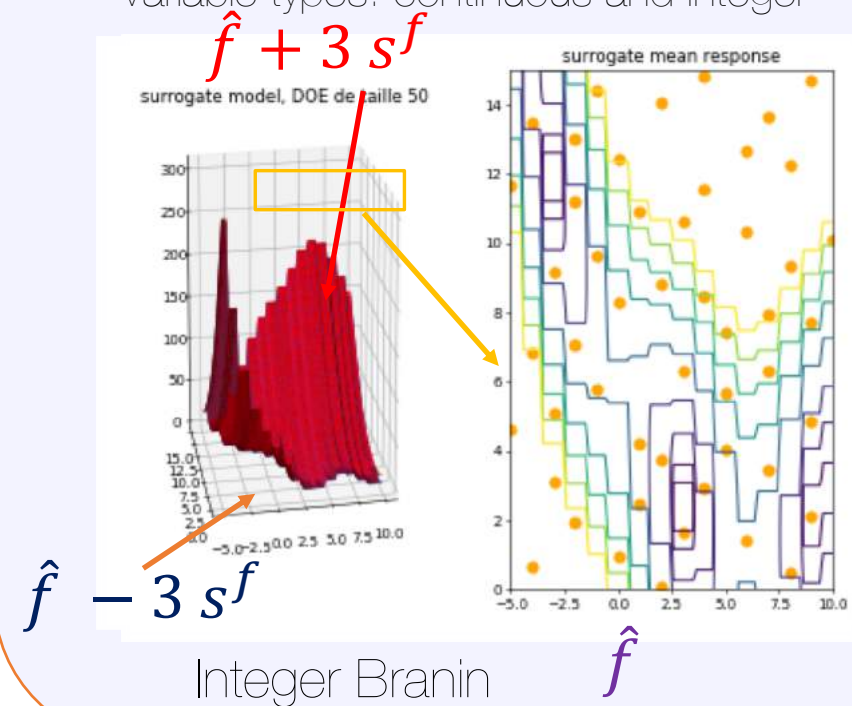 variable types: continuous and integer
f̂ + 3 s^f
surrogate model, DOE de taille 50
surrogate mean response
300
250
200
150
100
50
0
15.0
12.5
10.0
7.5
5.0
2.5
0.0
-5.0 -2.5 0.0 2.5 5.0 7.5 10.0
14
12
10
8
6
4
2
0
-5.0 -2.5 0.0 2.5 5.0 7.5 10.0
f̂ − 3 s^f
Integer Branin
f̂